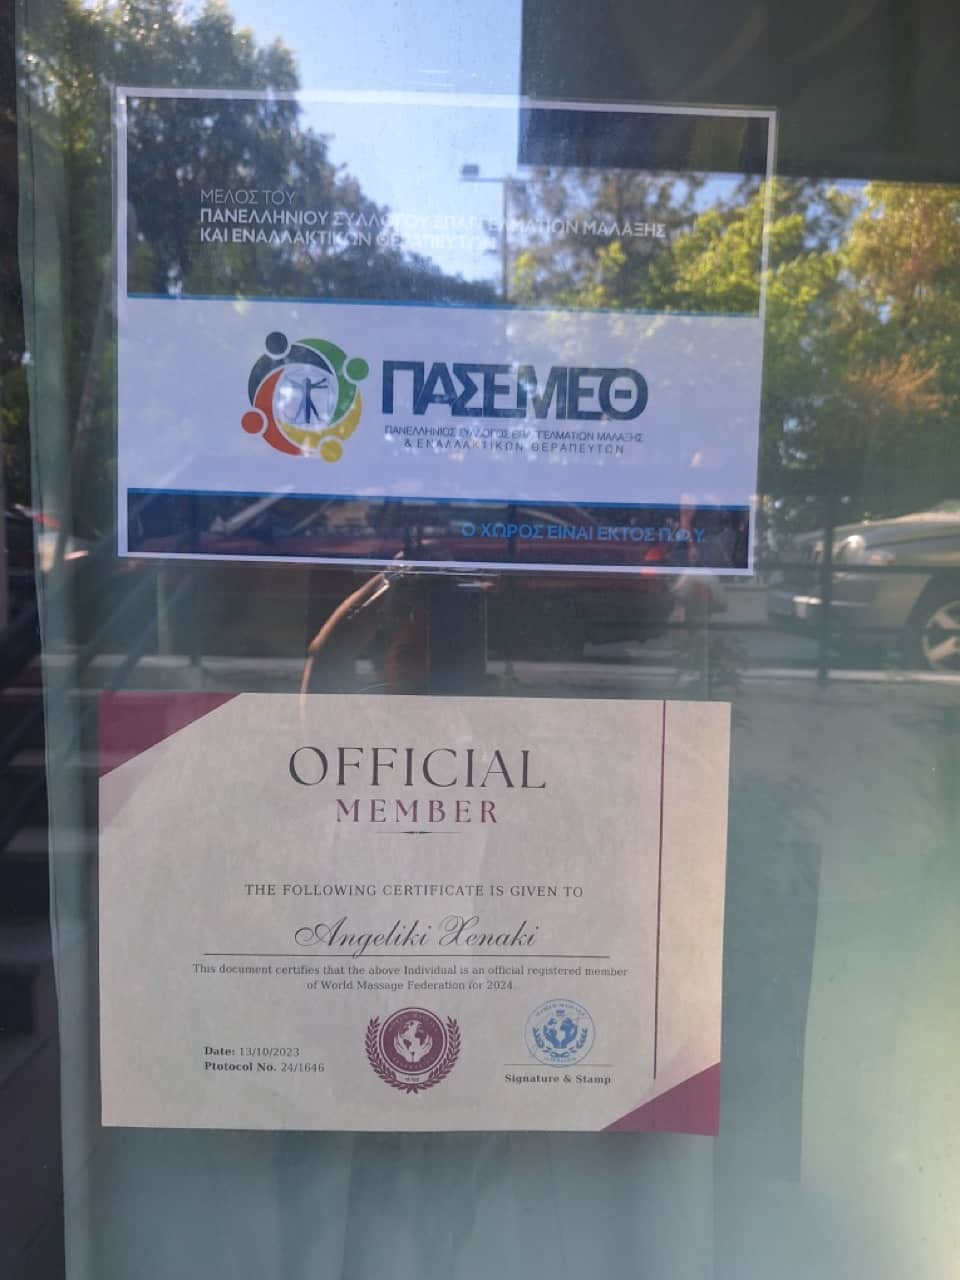 ΜΕΛΟΣ ΤΟΥ
ΠΑΝΕΛΛΗΝΙΟΥ ΣΥΛΛΟΓΟΥ ΕΠΑΓΓΕΛΜΑΤΙΩΝ ΜΑΛΑΞΗΣ
ΚΑΙ ΕΝΑΛΛΑΚΤΙΚΩΝ ΘΕΡΑΠΕΥΤΩΝ
ΠΑΣΕΜΕΘ
ΠΑΝΕΛΛΗΝΙΟΣ ΣΥΛΛΟΓΟΣ ΕΠΑΓΓΕΛΜΑΤΙΩΝ ΜΑΛΑΞΗΣ
& ΕΝΑΛΛΑΚΤΙΚΩΝ ΘΕΡΑΠΕΥΤΩΝ
Ο ΧΩΡΟΣ ΕΙΝΑΙ ΕΚΤΟΣ Π.Φ.Υ.
OFFICIAL
MEMBER
THE FOLLOWING CERTIFICATE IS GIVEN TO
Angeliki Xenaki
This document certifies that the above Individual is an official registered member
of World Massage Federation for 2024.
Date: 13/10/2023
Ptotocol No. 24/1646
Signature & Stamp